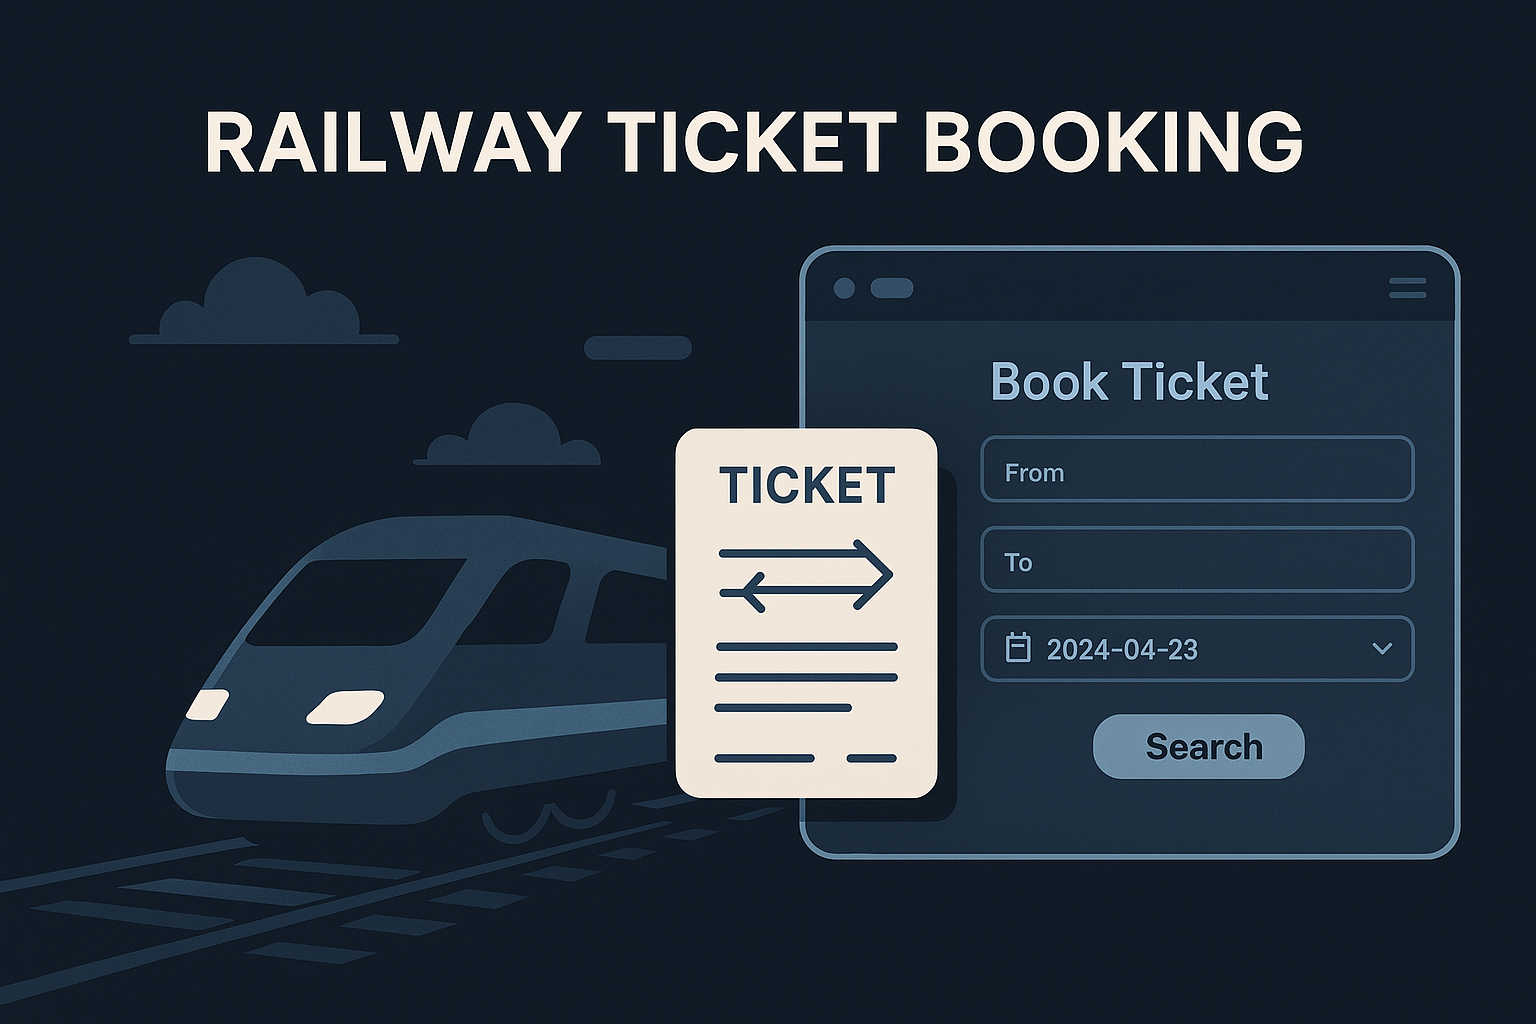 RAILWAY TICKET BOOKING
Book Ticket
TICKET
From
To
2024-04-23
Search